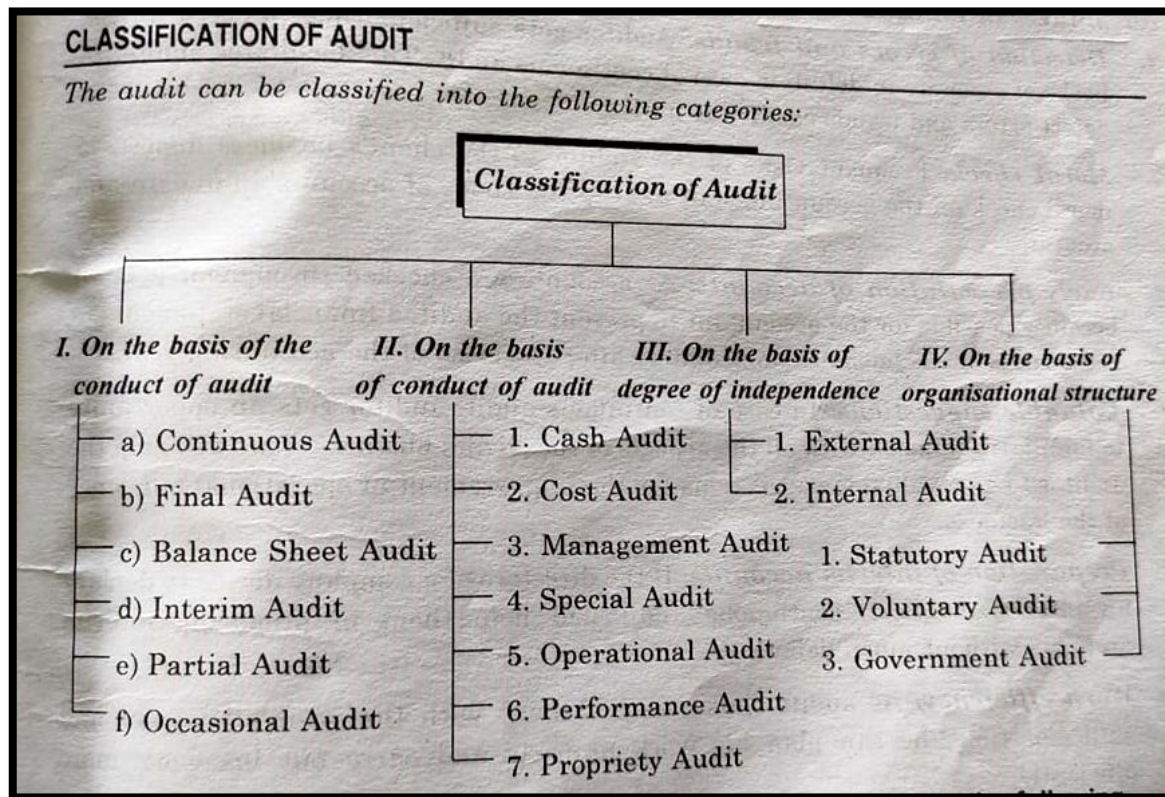 CLASSIFICATION OF AUDIT
The audit can be classified into the following categories:
Classification of Audit
I. On the basis of the
conduct of audit
a) Continuous Audit
b) Final Audit
c) Balance Sheet Audit
d) Interim Audit
e) Partial Audit
f) Occasional Audit
II. On the basis
of conduct of audit
1. Cash Audit
2. Cost Audit
3. Management Audit
4. Special Audit
5. Operational Audit
6. Performance Audit
7. Propriety Audit
III. On the basis of
degree of independence
1. External Audit
2. Internal Audit
IV. On the basis of
organisational structure
1. Statutory Audit
2. Voluntary Audit
3. Government Audit